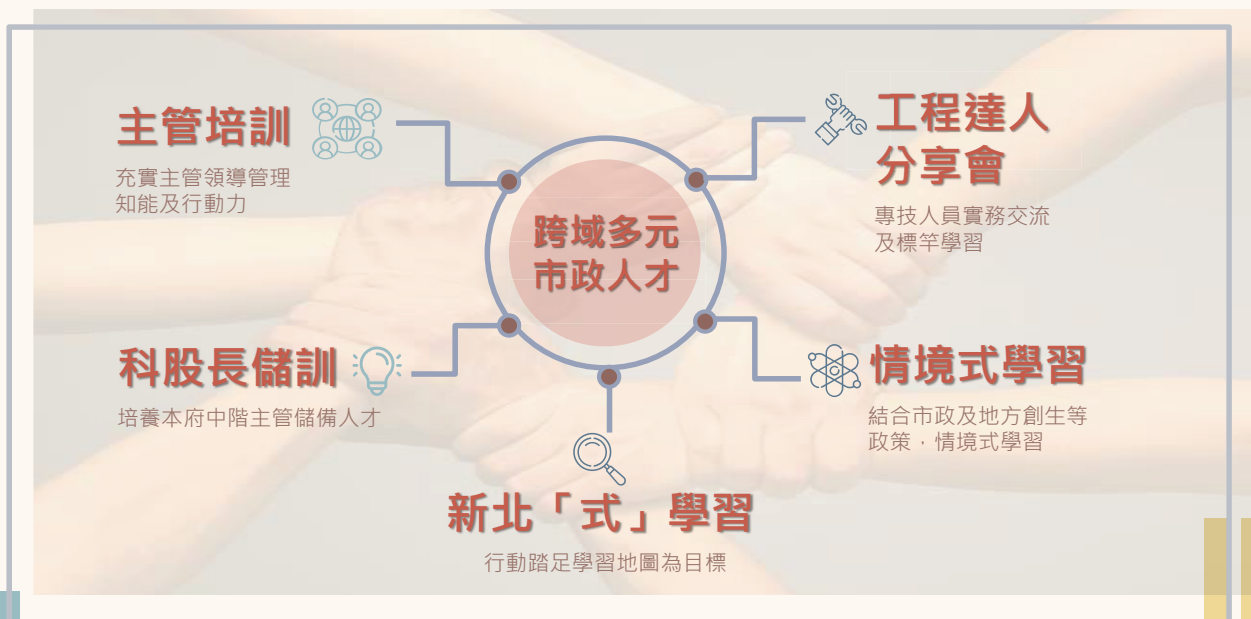 主管培訓
充實主管領導管理
知能及行動力
工程達人
分享會
專技人員實務交流
及標竿學習
跨域多元
市政人才
科股長儲訓
培養本府中階主管儲備人才
情境式學習
結合市政及地方創生等
政策，情境式學習
新北「式」學習
行動踏足學習地圖為目標